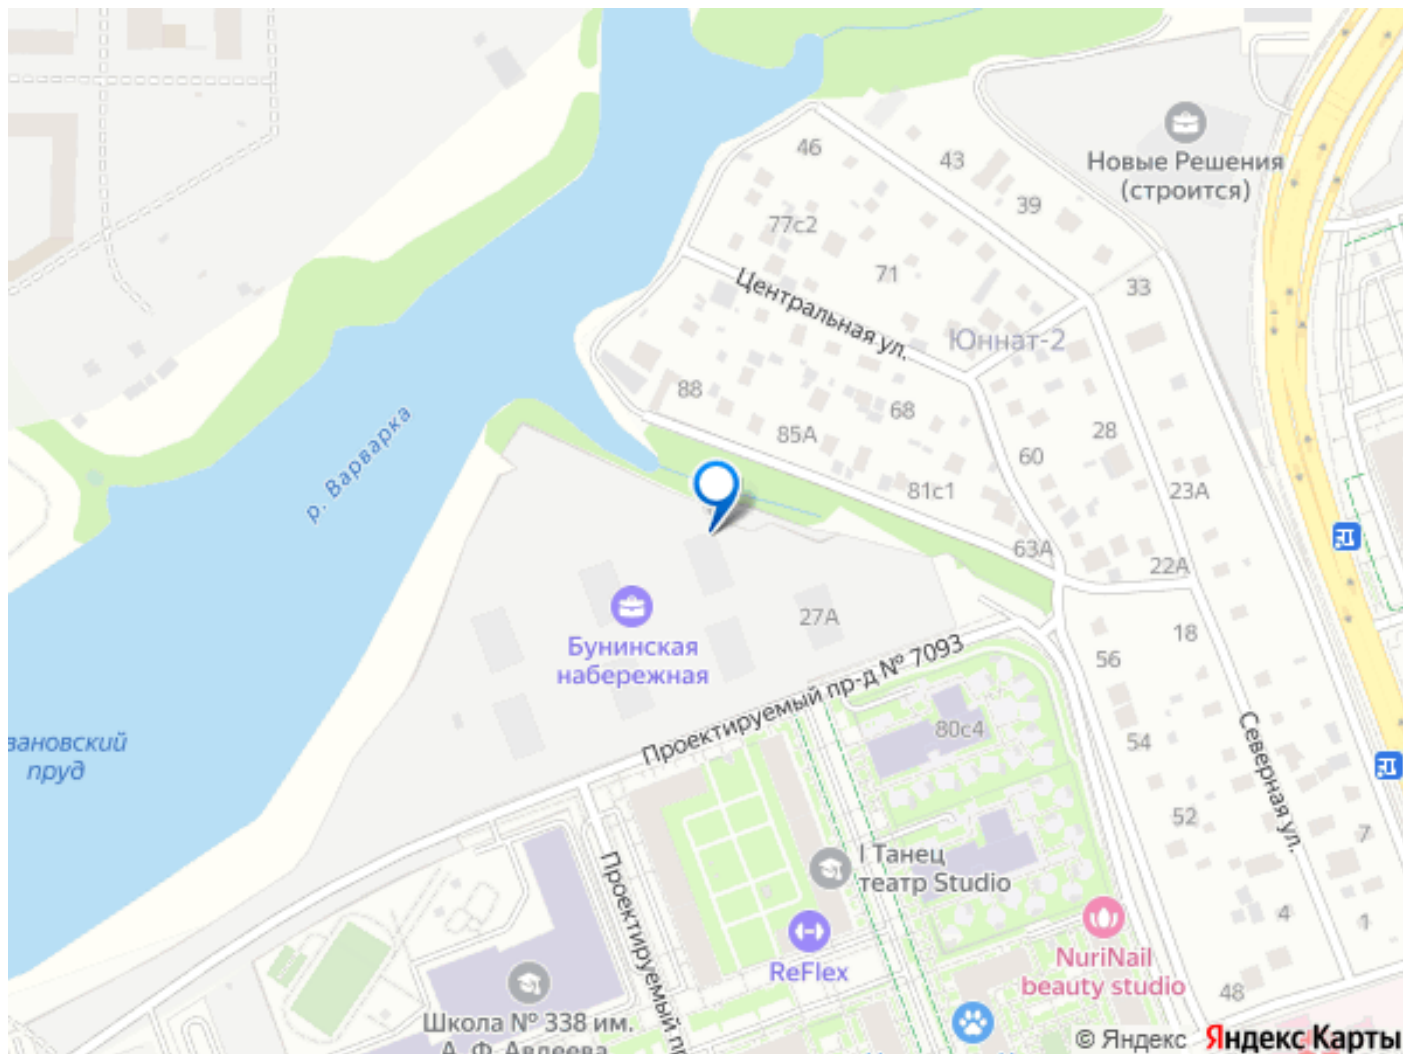 46
43
Новые Решения
(строится)
39
77с2
71
33
Центральная ул.
Юннат-2
88
68
85А
28
60
р. Варварка
81с1
23А
63А
22А
27А
18
Бунинская
набережная
56
Проектируемый пр-д № 7093
80с4
54
вановский
пруд
Северная ул.
52
7
I Танец
театр Studio
Проектируемый пр
4
1
ReFlex
NuriNail
beauty studio
48
Школа № 338 им.
А. Ф. Авдеева
© Яндекс Яндекс Карты